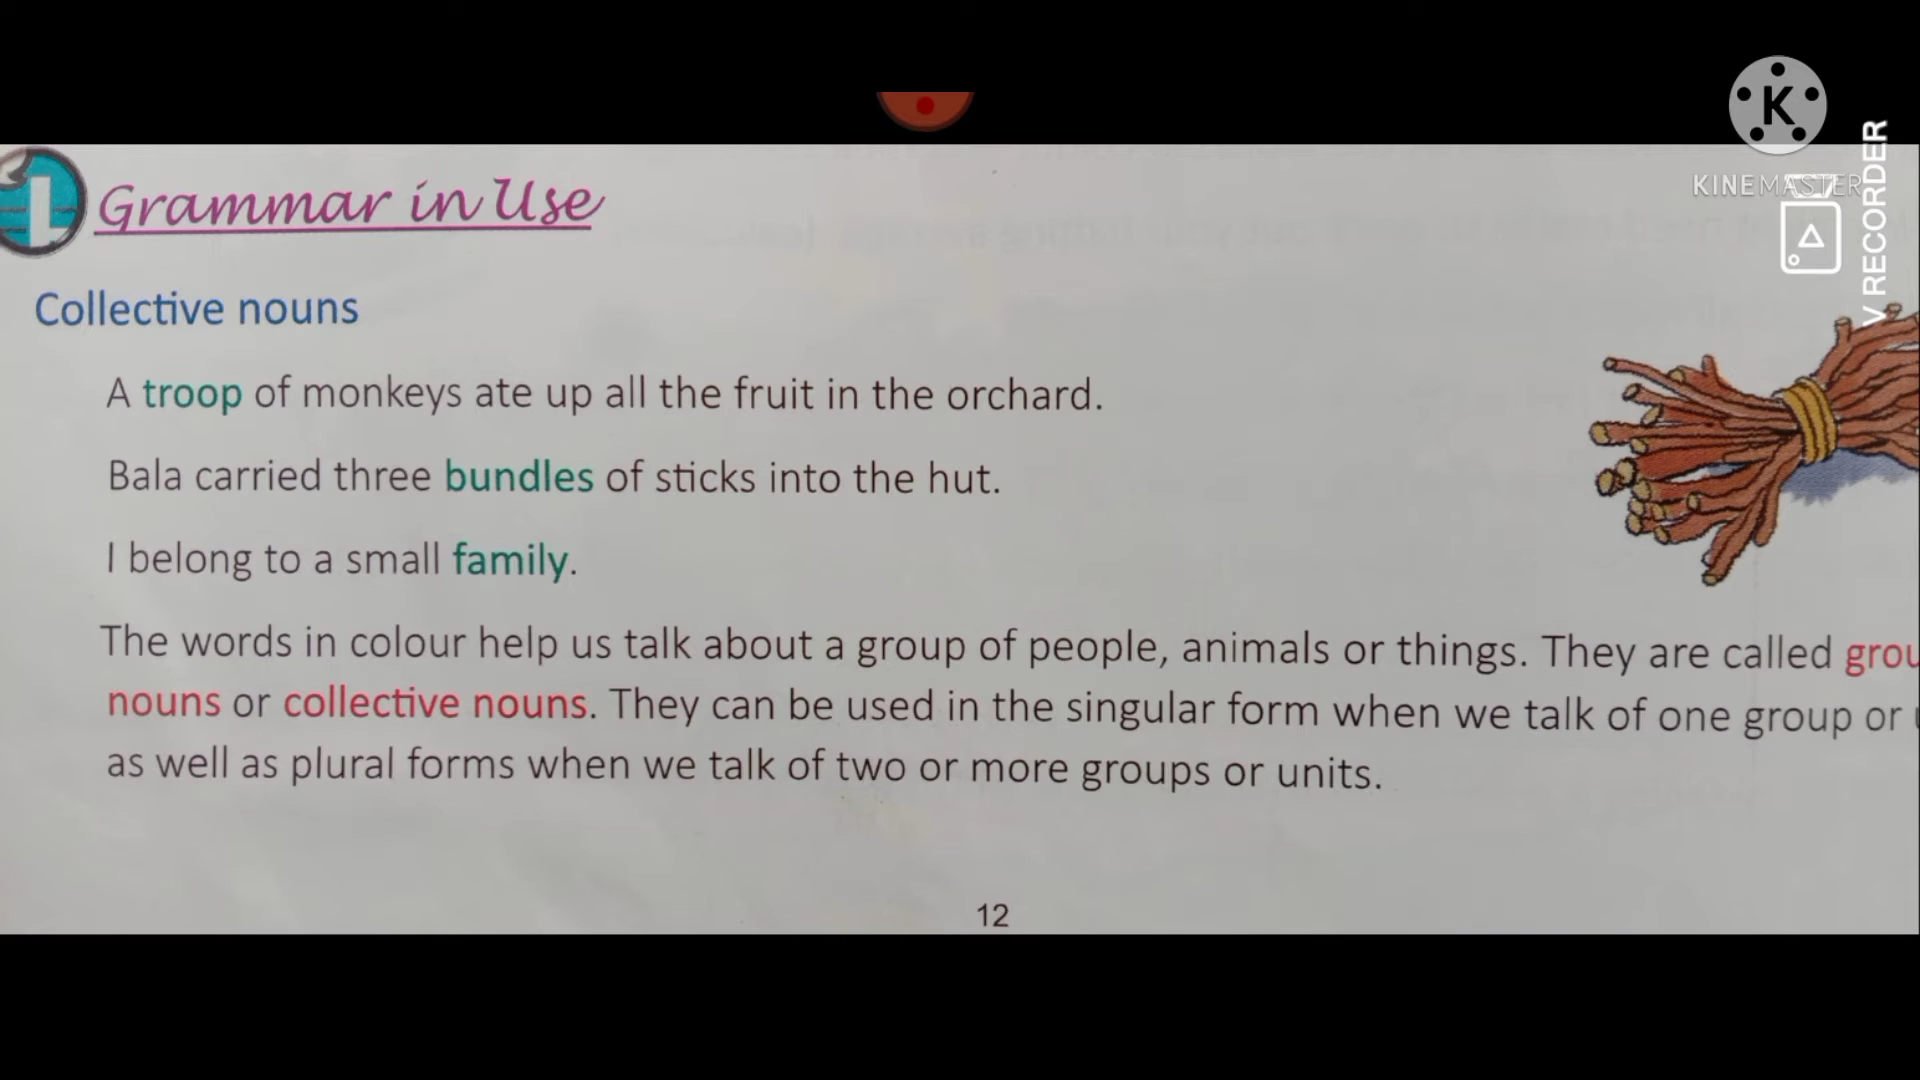 KINEMASTER
V RECORDER
Grammar in Use
Collective nouns
A troop of monkeys ate up all the fruit in the orchard.
Bala carried three bundles of sticks into the hut.
I belong to a small family.
The words in colour help us talk about a group of people, animals or things. They are called
nouns or collective nouns. They can be used in the singular form when we talk of one group or
as well as plural forms when we talk of two or more groups or units.
12